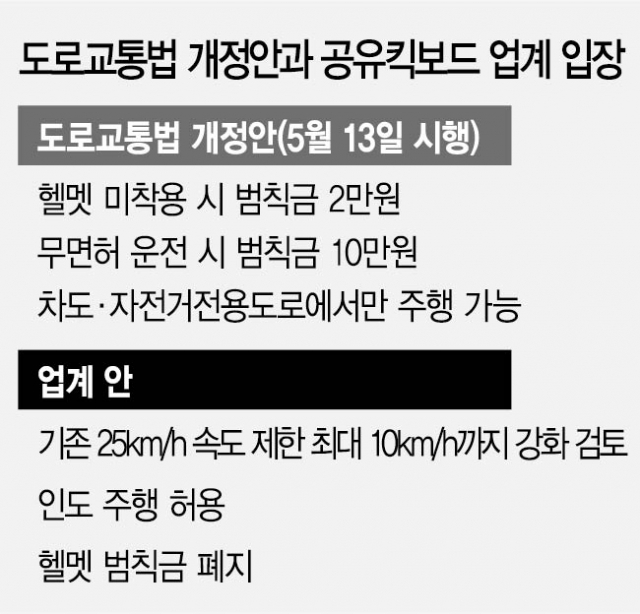 도로교통법 개정안과 공유킥보드 업계 입장
도로교통법 개정안(5월 13일 시행)
헬멧 미착용 시 범칙금 2만원
무면허 운전 시 범칙금 10만원
차도·자전거전용도로에서만 주행 가능
업계 안
기존 25km/h 속도 제한 최대 10km/h까지 강화 검토
인도 주행 허용
헬멧 범칙금 폐지